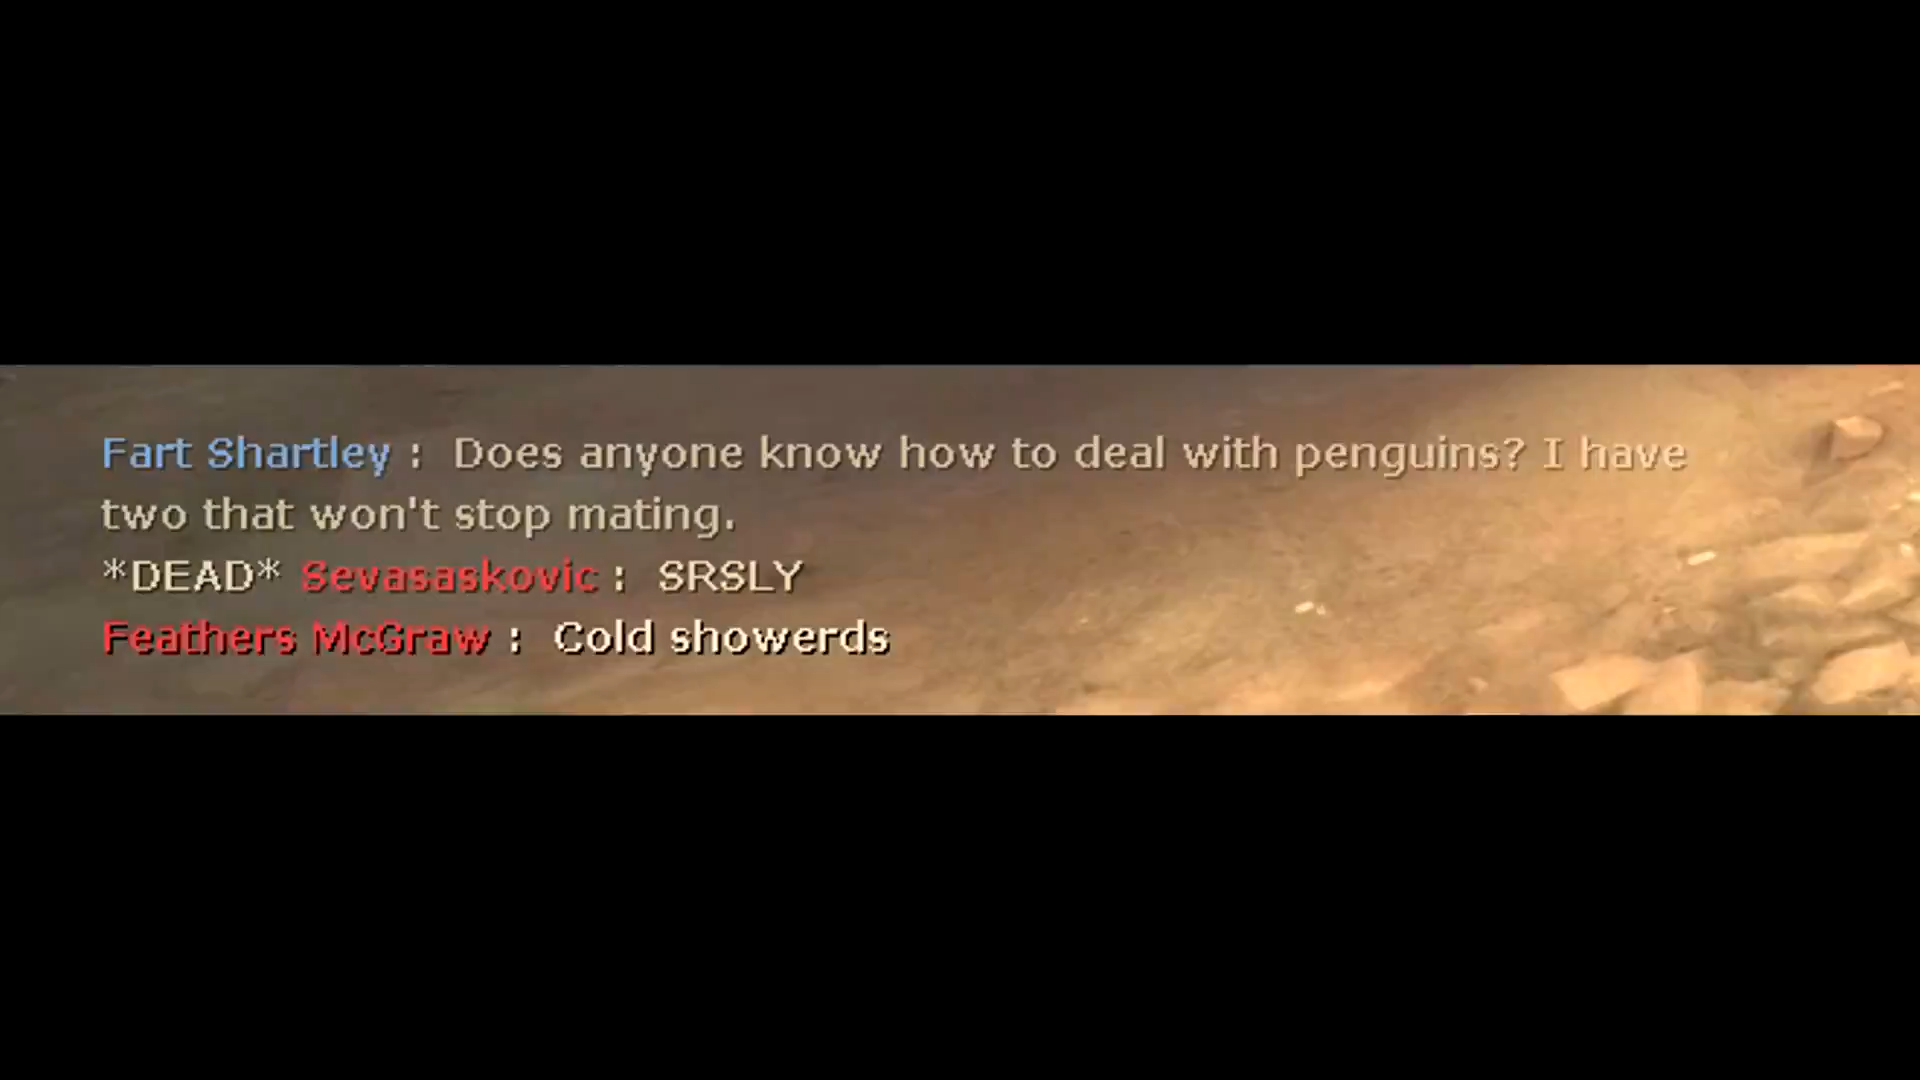 Fart Shartley :  Does anyone know how to deal with penguins? I have
two that won't stop mating.
*DEAD* Sevasaskovic :  SRSLY
Feathers McGraw :  Cold showerds